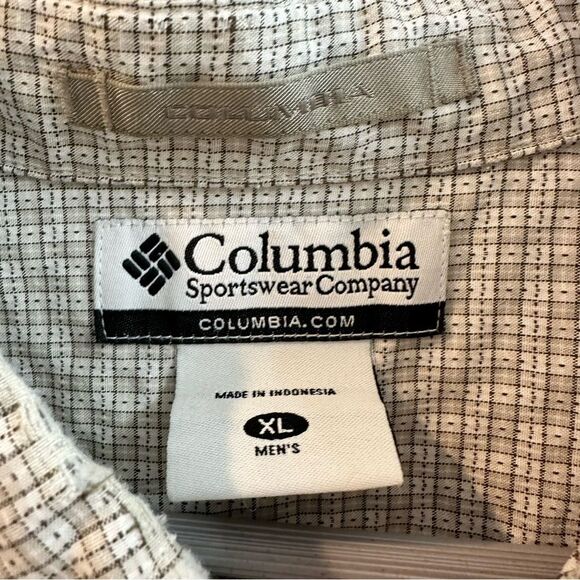 COLUMBIA
Columbia
Sportswear Company
COLUMBIA.COM
MADE IN INDONESIA
XL
MEN'S